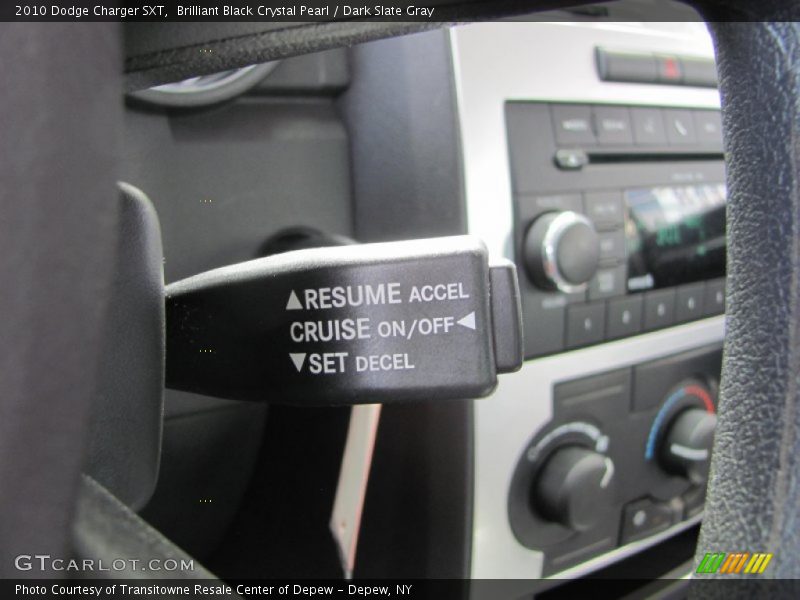 2010 Dodge Charger SXT,  Brilliant Black Crystal Pearl / Dark Slate Gray
▲RESUME ACCEL
CRUISE ON/OFF◀
▼SET DECEL
GTCARLOT.COM
Photo Courtesy of Transitowne Resale Center of Depew – Depew, NY